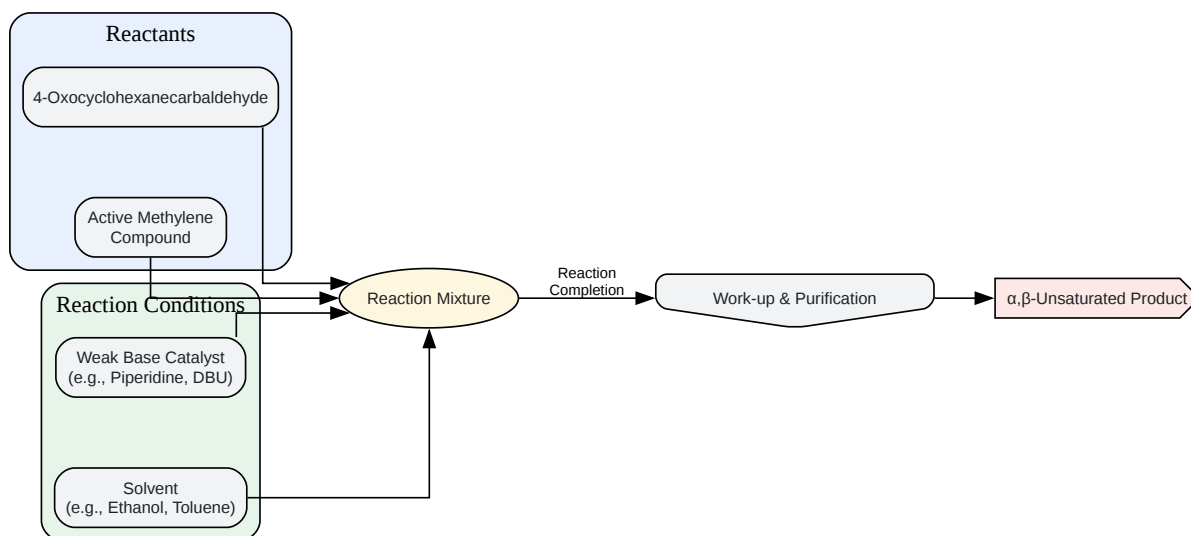 Reactants
4-Oxocyclohexanecarbaldehyde
Active Methylene
Compound
Reaction Conditions
Weak Base Catalyst
(e.g., Piperidine, DBU)
Solvent
(e.g., Ethanol, Toluene)
Reaction Mixture
Reaction
Completion
Work-up & Purification
α,β-Unsaturated Product